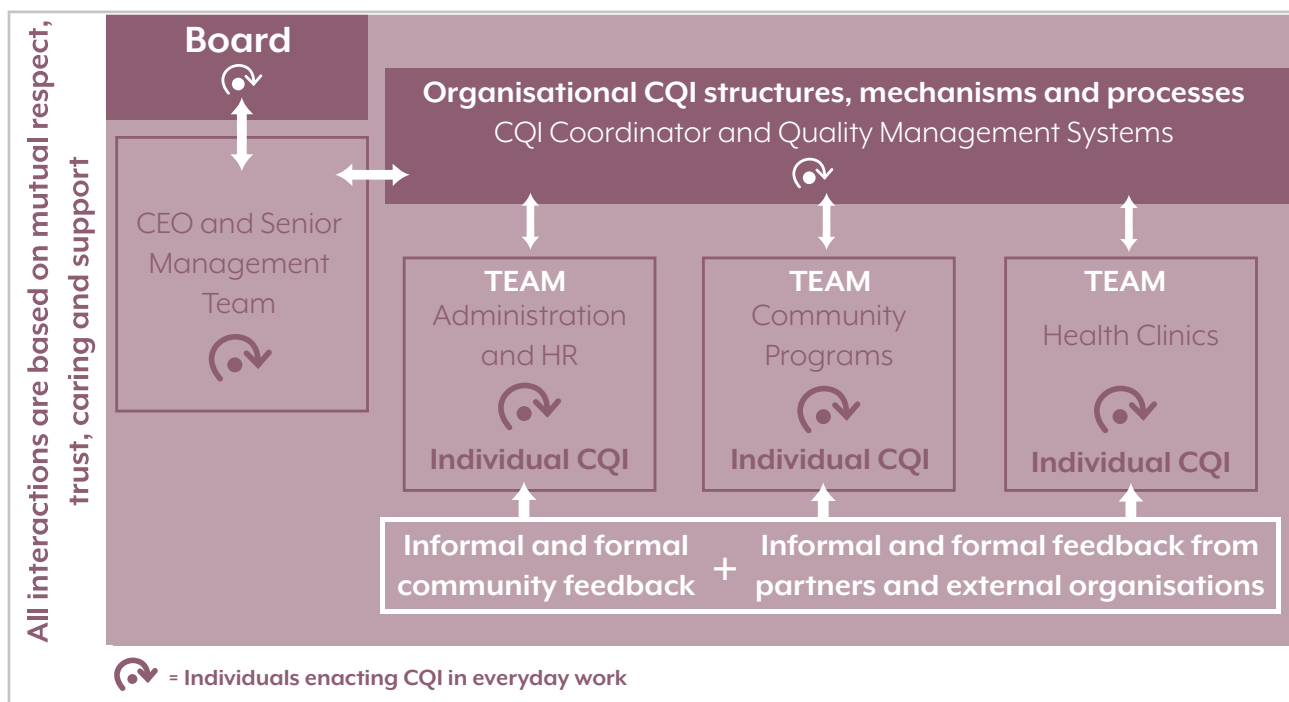 All interactions are based on mutual respect,
trust, caring and support
Board
Organisational CQI structures, mechanisms and processes
CQI Coordinator and Quality Management Systems
CEO and Senior
Management
Team
TEAM
Administration
and HR
Individual CQI
TEAM
Community
Programs
Individual CQI
TEAM
Health Clinics
Individual CQI
Informal and formal
community feedback
+
Informal and formal feedback from
partners and external organisations
= Individuals enacting CQI in everyday work